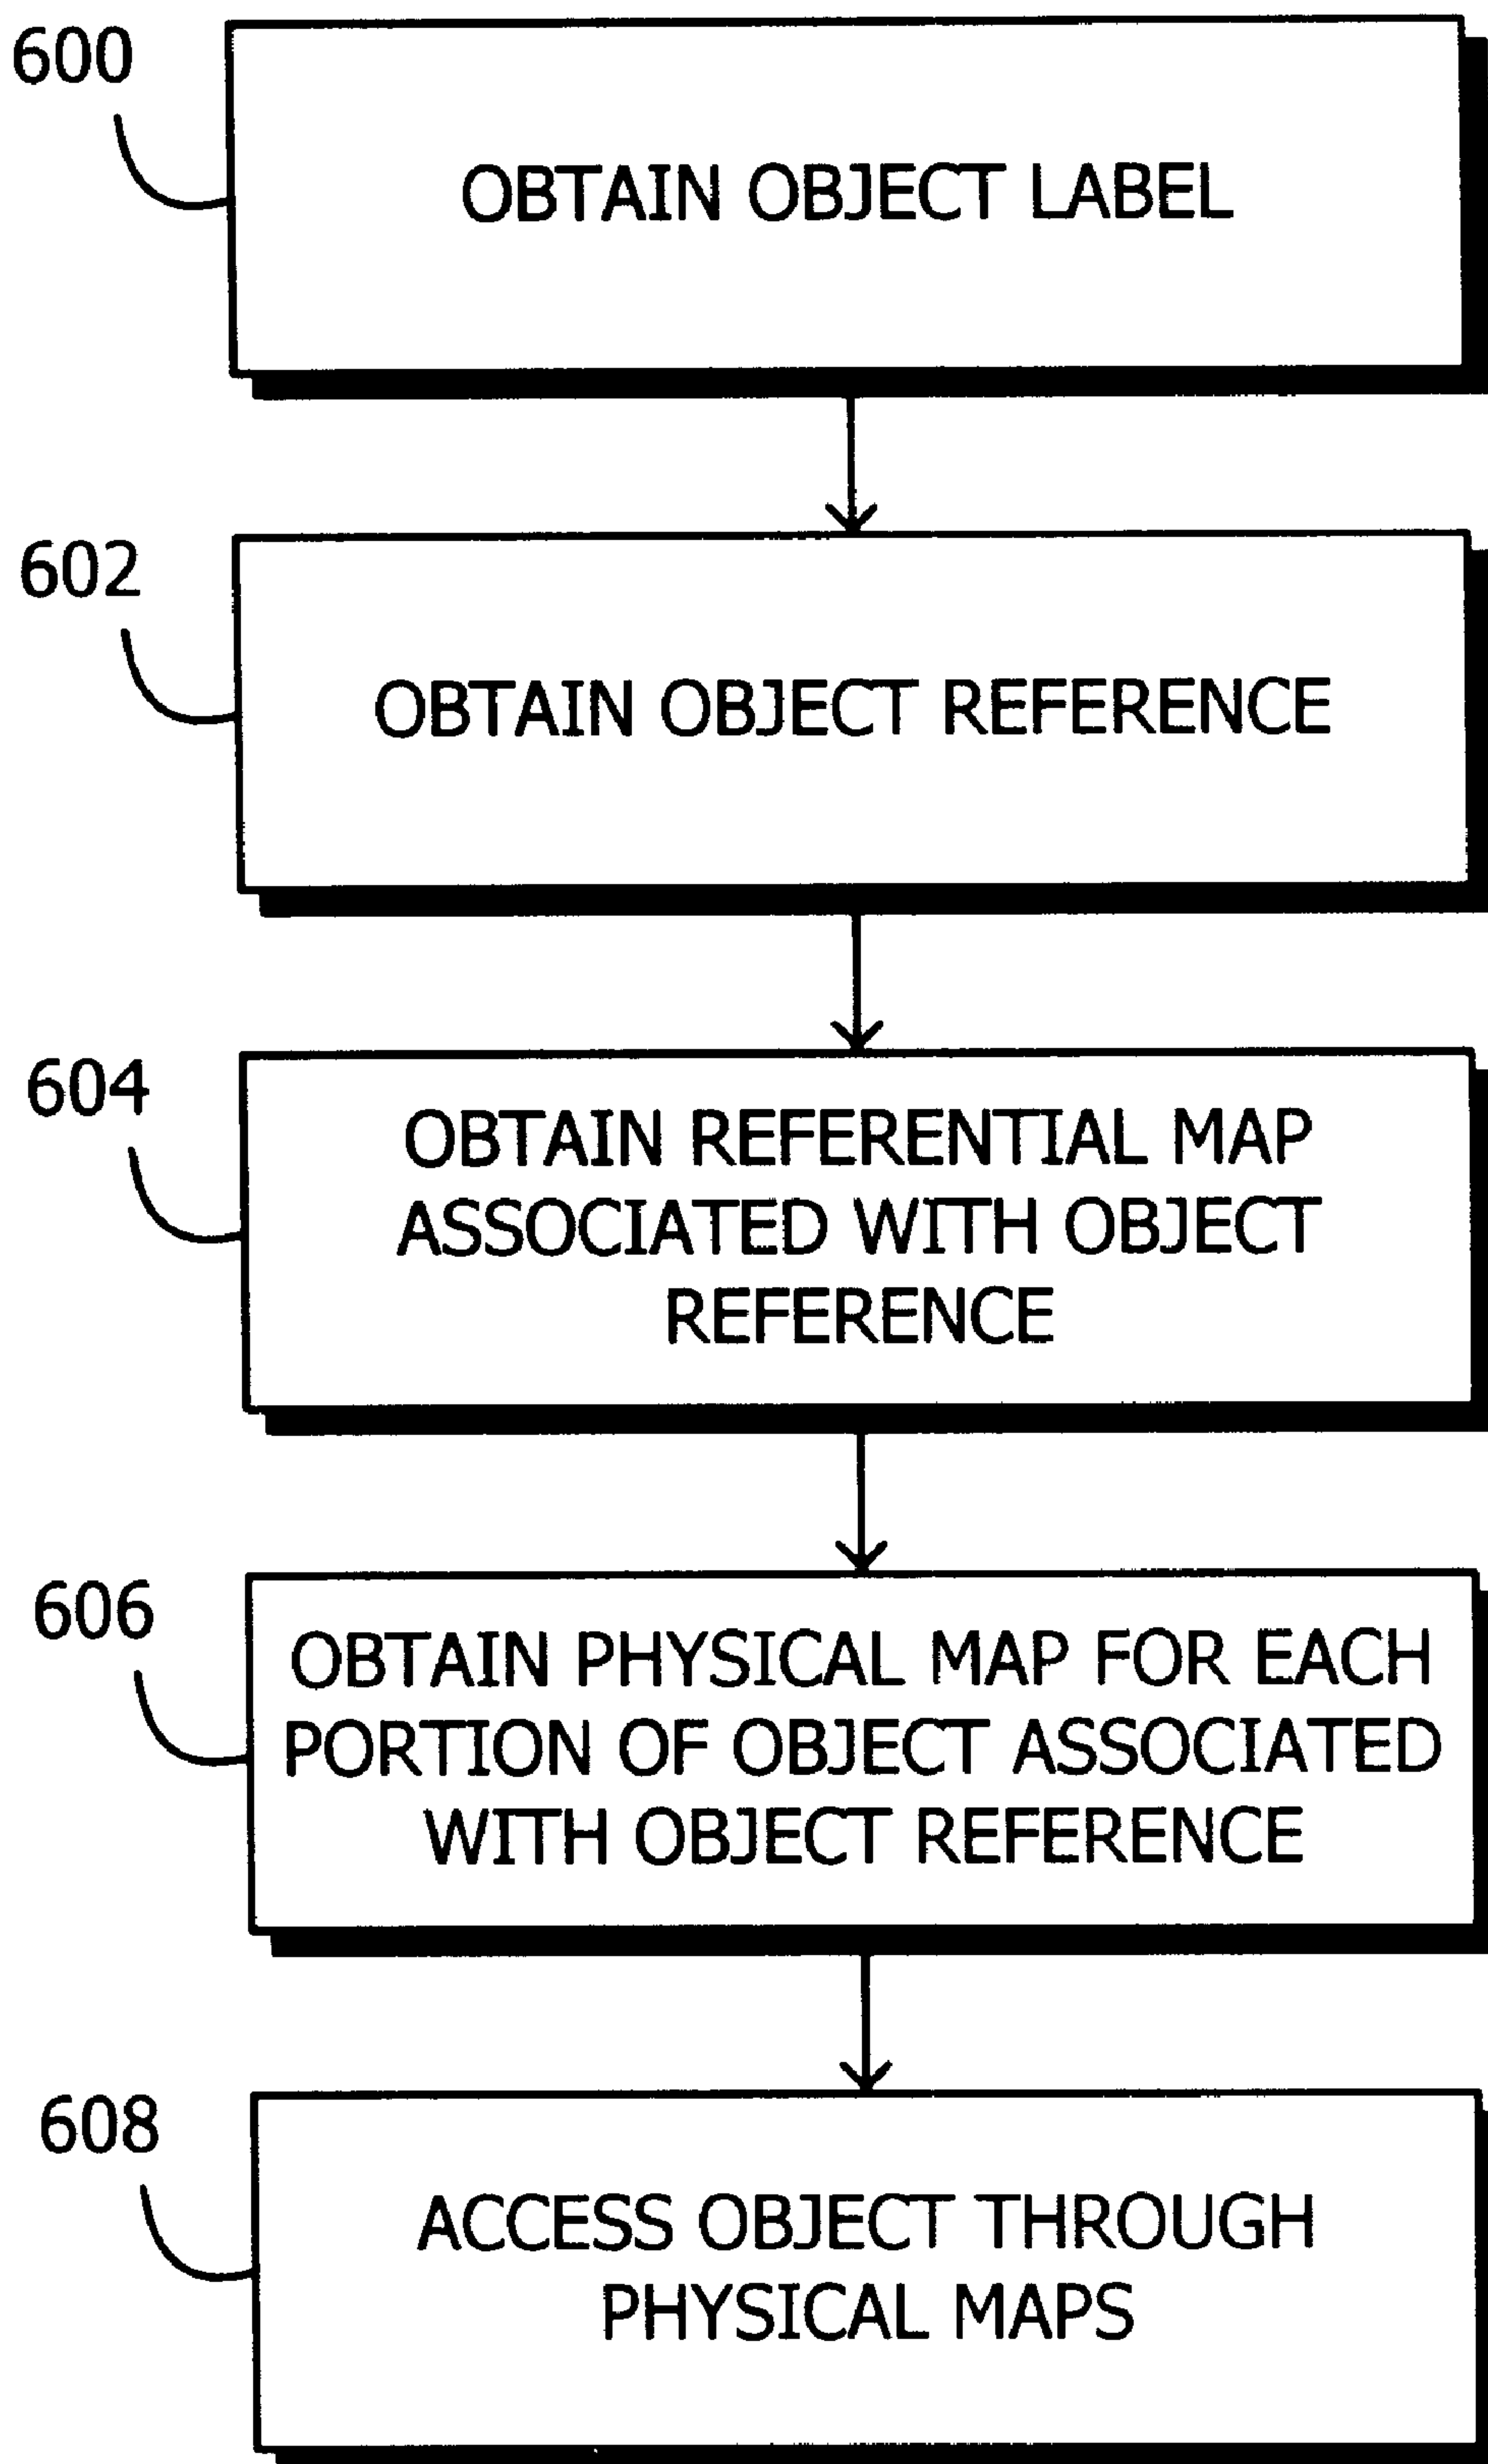 600
OBTAIN OBJECT LABEL
602
OBTAIN OBJECT REFERENCE
604
OBTAIN REFERENTIAL MAP
ASSOCIATED WITH OBJECT
REFERENCE
606
OBTAIN PHYSICAL MAP FOR EACH
PORTION OF OBJECT ASSOCIATED
WITH OBJECT REFERENCE
608
ACCESS OBJECT THROUGH
PHYSICAL MAPS